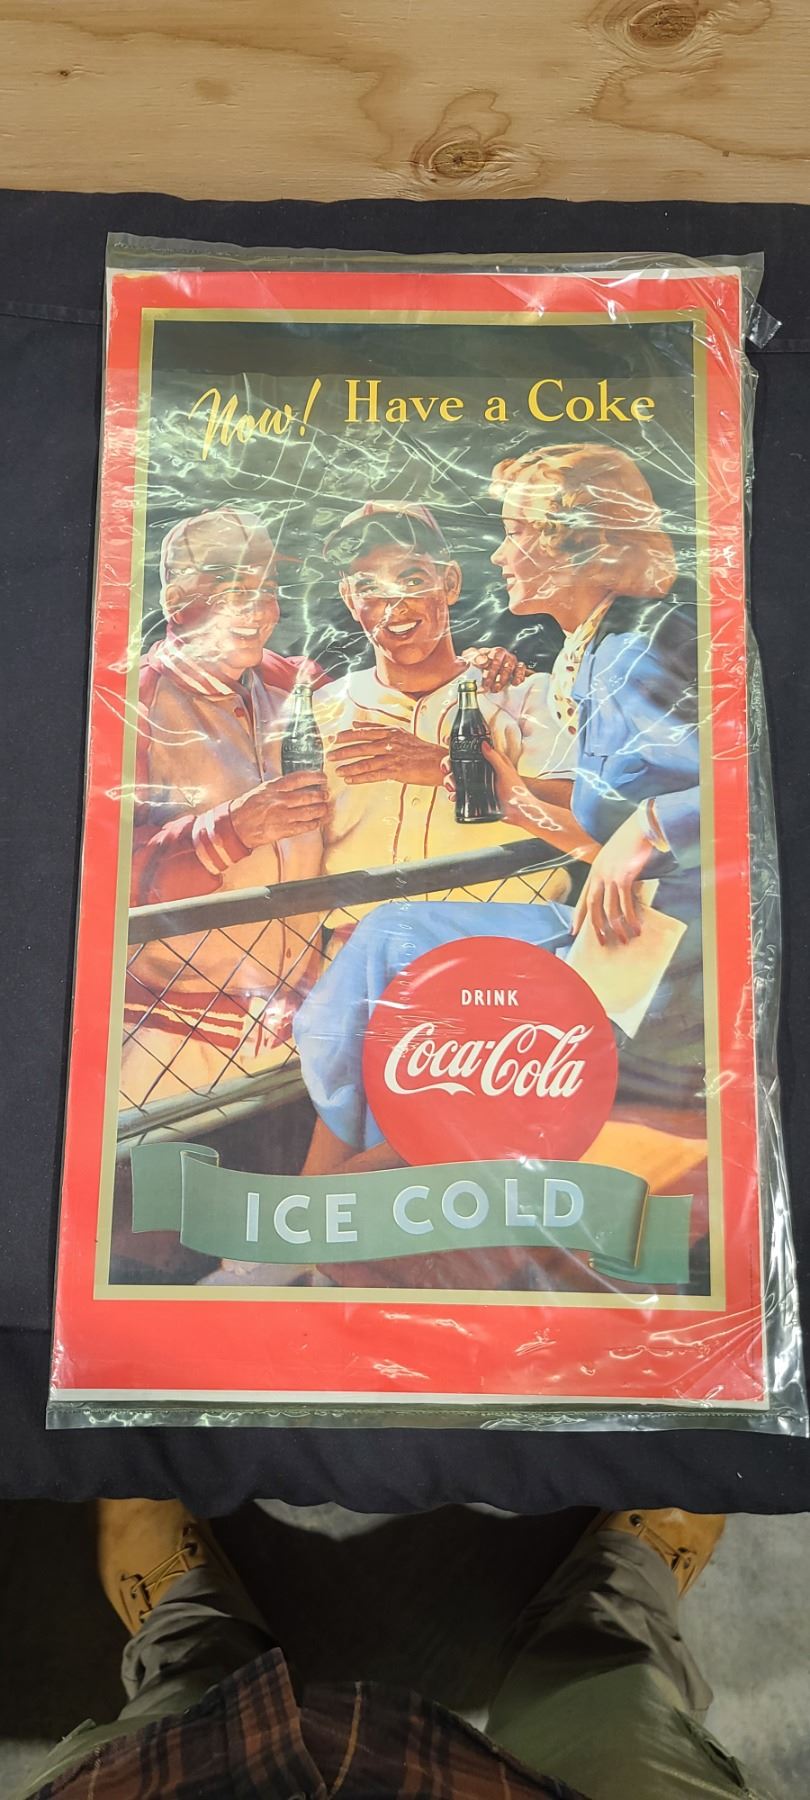 Now! Have a Coke
DRINK
Coca-Cola
ICE COLD